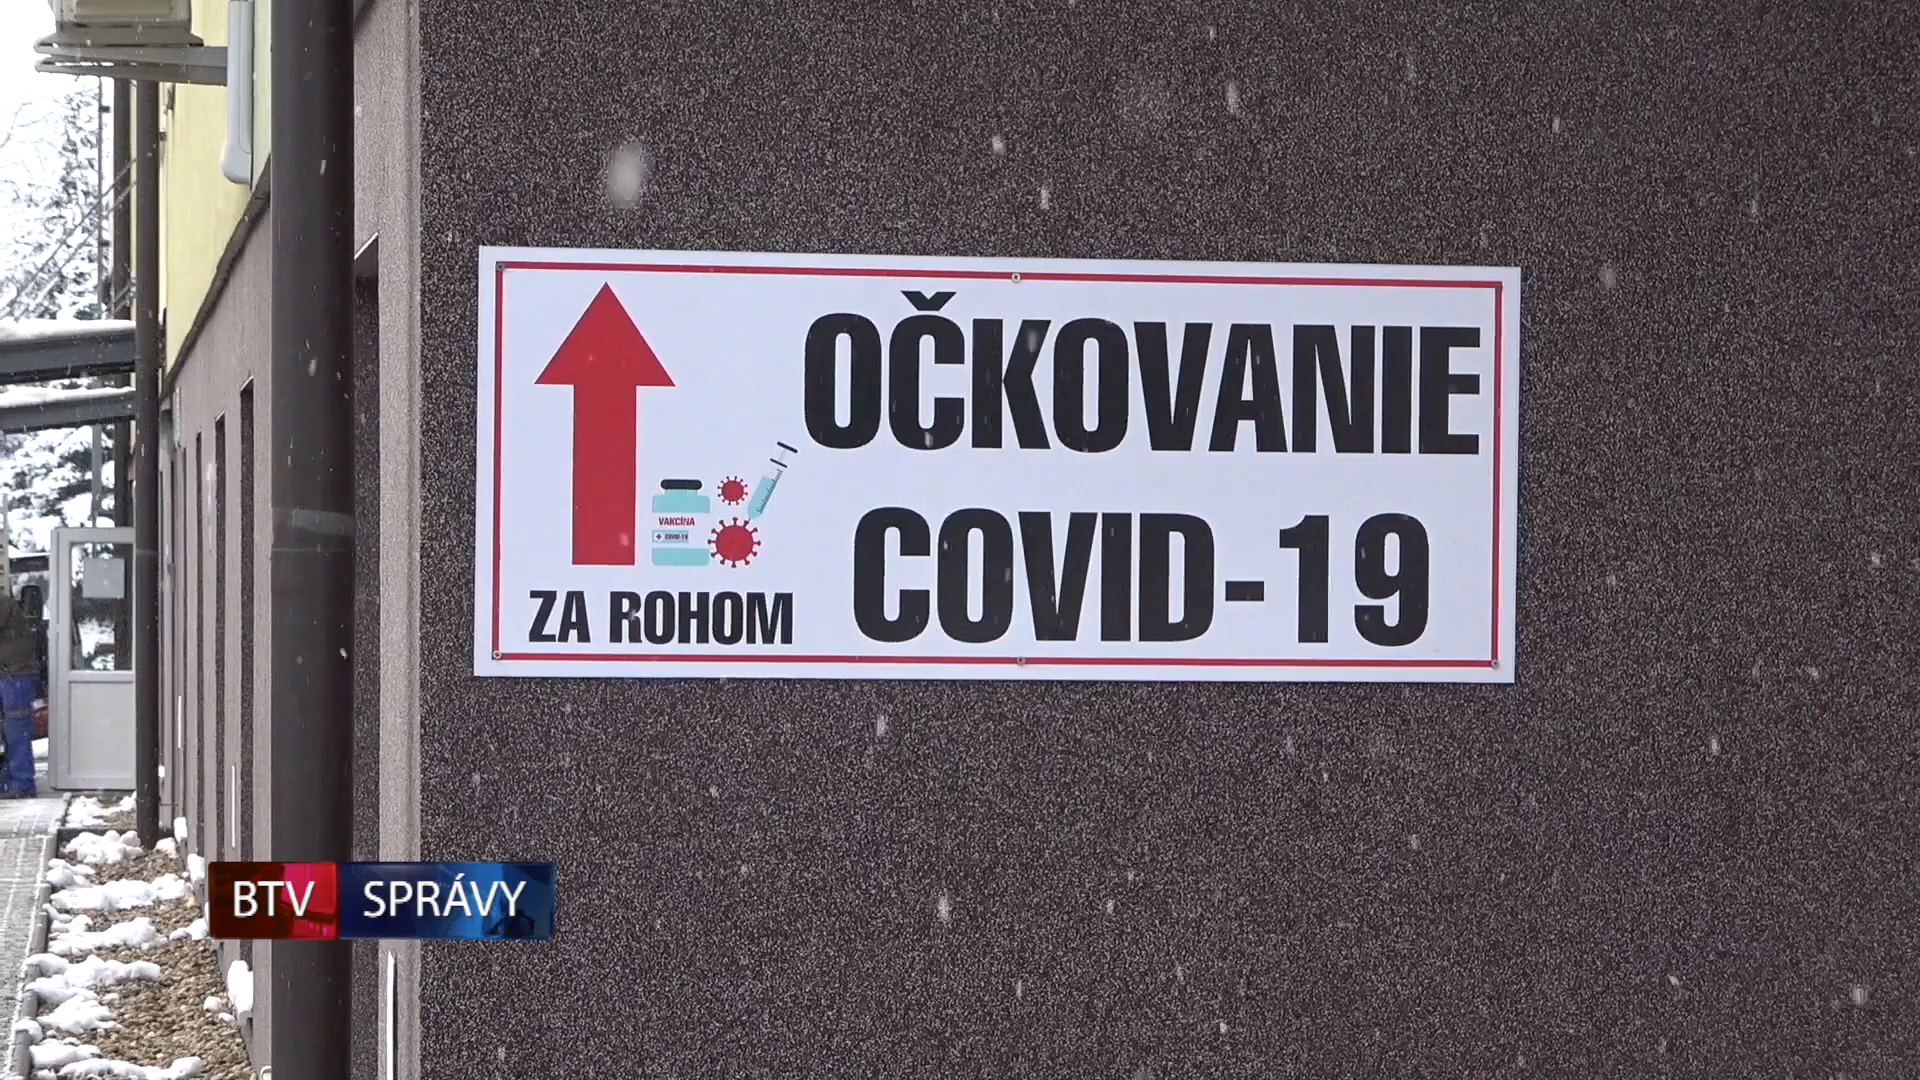 OČKOVANIE
COVID-19
VAKCÍNA
COVID-19
ZA ROHOM
BTV SPRÁVY